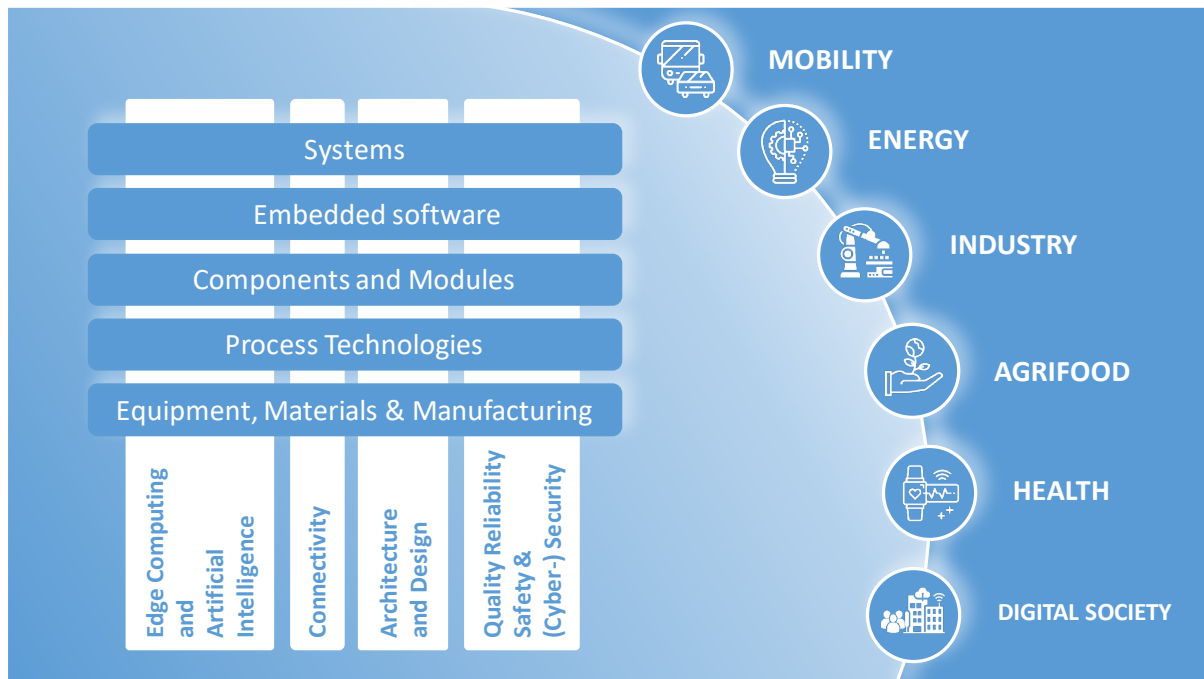 Systems
Embedded software
Components and Modules
Process Technologies
Equipment, Materials & Manufacturing
Edge Computing
and
Artificial
Intelligence
Connectivity
Architecture
and Design
Quality Reliability
Safety &
(Cyber-) Security
MOBILITY
ENERGY
INDUSTRY
AGRIFOOD
HEALTH
DIGITAL SOCIETY